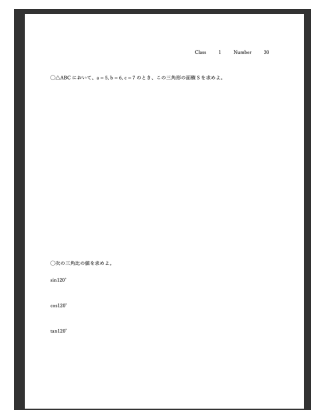 Class 1 Number 20
○△ABC において、a = 5, b = 6, c = 7 のとき、この三角形の面積 S を求めよ。
○次の三角比の値を求めよ。
sin120°
cos120°
tan120°